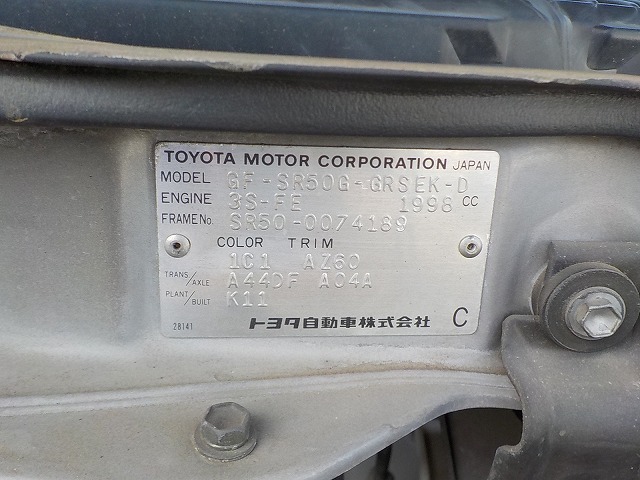 TOYOTA MOTOR CORPORATION JAPAN
MODEL GF-SR50G-GRSEK-D
ENGINE 3S-FE 1998 CC
FRAME No. SR50-0074189
COLOR TRIM
1C1 AZ60
TRANS/AXLE A44DF A04A
PLANT/BUILT K11
28141 トヨタ自動車株式会社 C